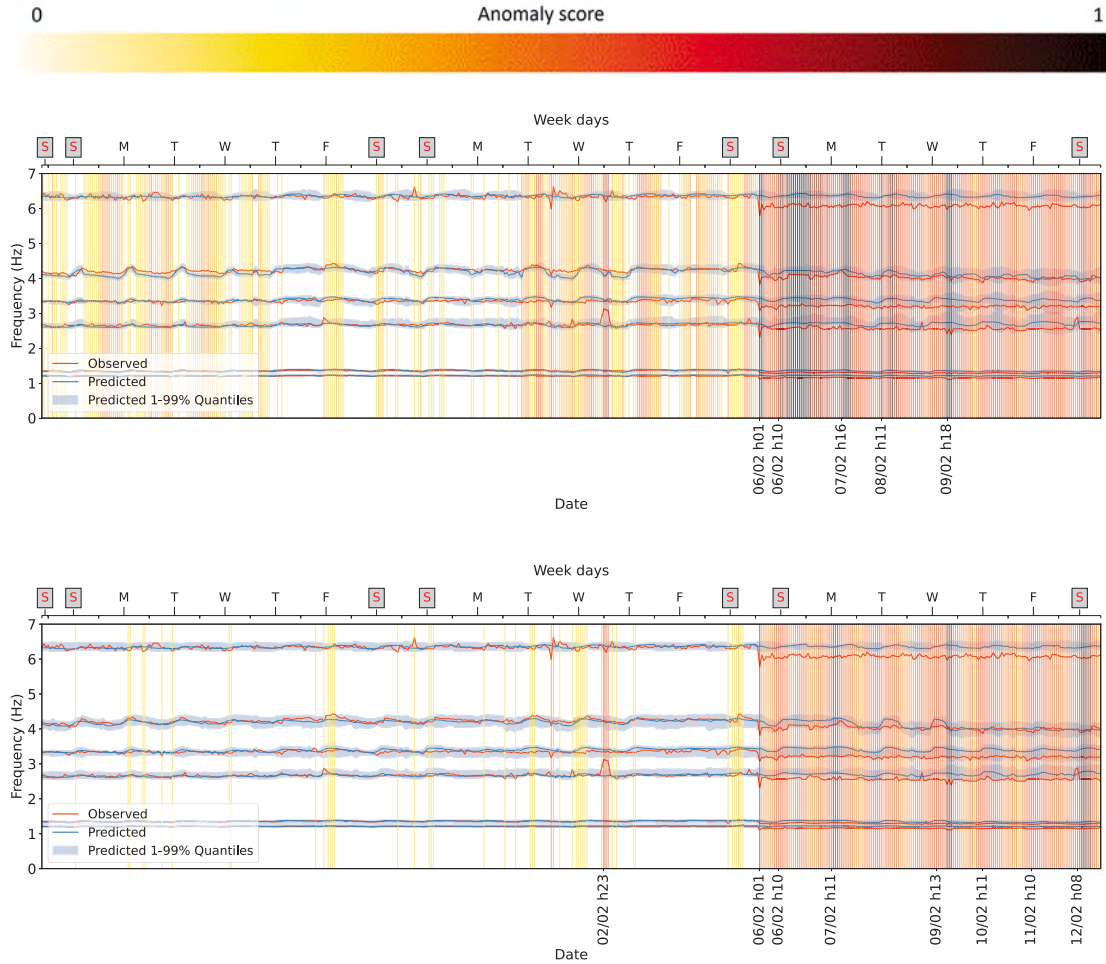 0 Anomaly score 1
Week days
S S M T W T F S S M T W T F S S M T W T F S
7
6
5
4
3
2
1
0
Frequency (Hz)
Observed
Predicted
Predicted 1-99% Quantiles
06/02 h01
06/02 h10
07/02 h16
08/02 h11
09/02 h18
Date
Week days
S S M T W T F S S M T W T F S S M T W T F S
7
6
5
4
3
2
1
0
Frequency (Hz)
Observed
Predicted
Predicted 1-99% Quantiles
02/02 h23
06/02 h01
06/02 h10
07/02 h11
09/02 h13
10/02 h11
11/02 h10
12/02 h08
Date